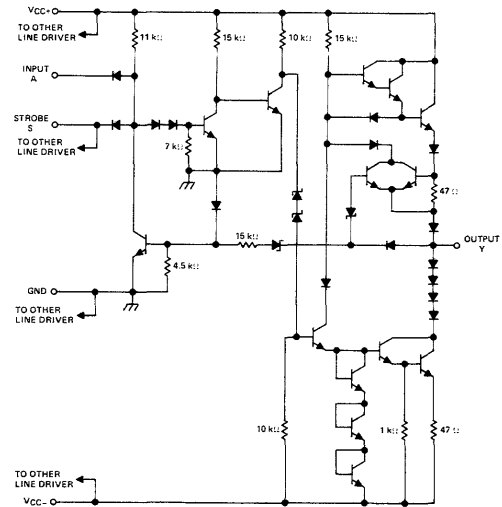 VCC+
TO OTHER
LINE DRIVER
11 kΩ
15 kΩ
10 kΩ
15 kΩ
INPUT
A
STROBE
S
TO OTHER
LINE DRIVER
7 kΩ
47 Ω
15 kΩ
OUTPUT
Y
4.5 kΩ
GND
TO OTHER
LINE DRIVER
10 kΩ
1 kΩ
47 Ω
TO OTHER
LINE DRIVER
VCC−